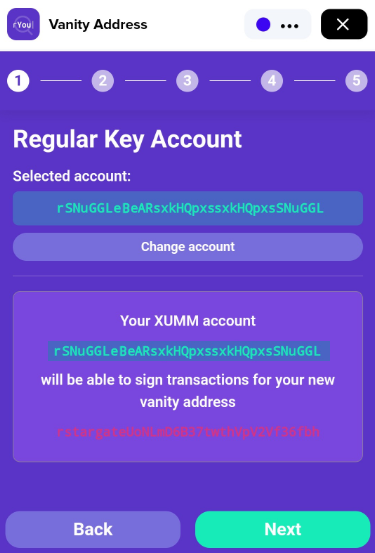 rYou
Vanity Address
1
2
3
4
5
Regular Key Account
Selected account:
rSNuGGLeBeARsxkHQpxssxkHQpxsSNuGGL
Change account
Your XUMM account
rSNuGGLeBeARsxkHQpxssxkHQpxsSNuGGL
will be able to sign transactions for your new
vanity address
Back
Next